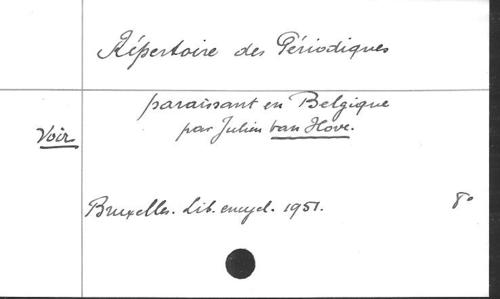 Répertoire des Périodiques
paraissant en Belgique
Voir par Julien van Hove.
Bruxelles. Lib. encycl. 1951. 8°